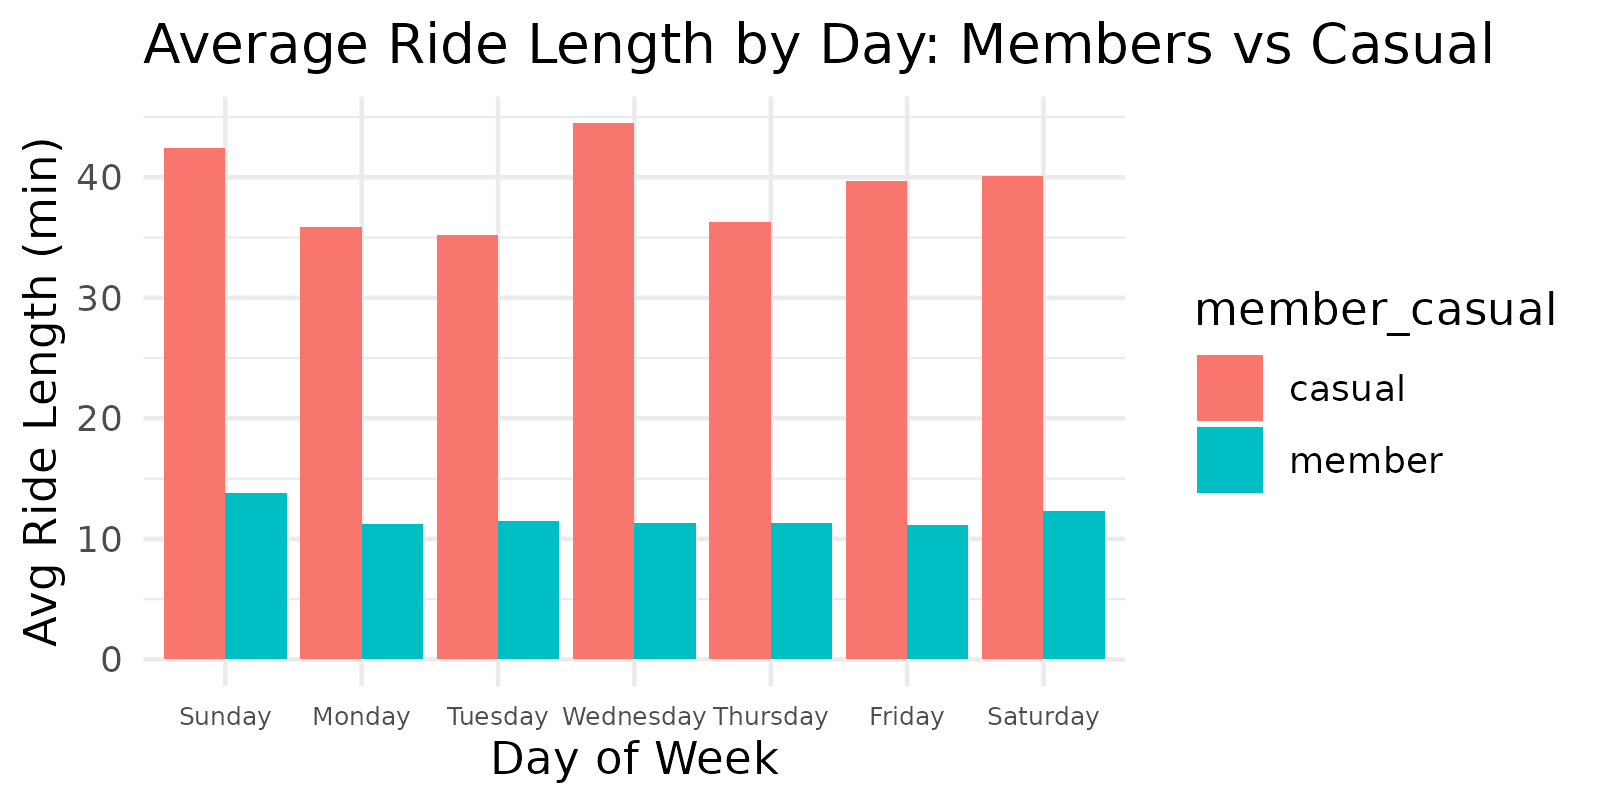 Average Ride Length by Day: Members vs Casual
Avg Ride Length (min)
40
30
20
10
0
Sunday Monday Tuesday Wednesday Thursday Friday Saturday
Day of Week
member_casual
casual
member